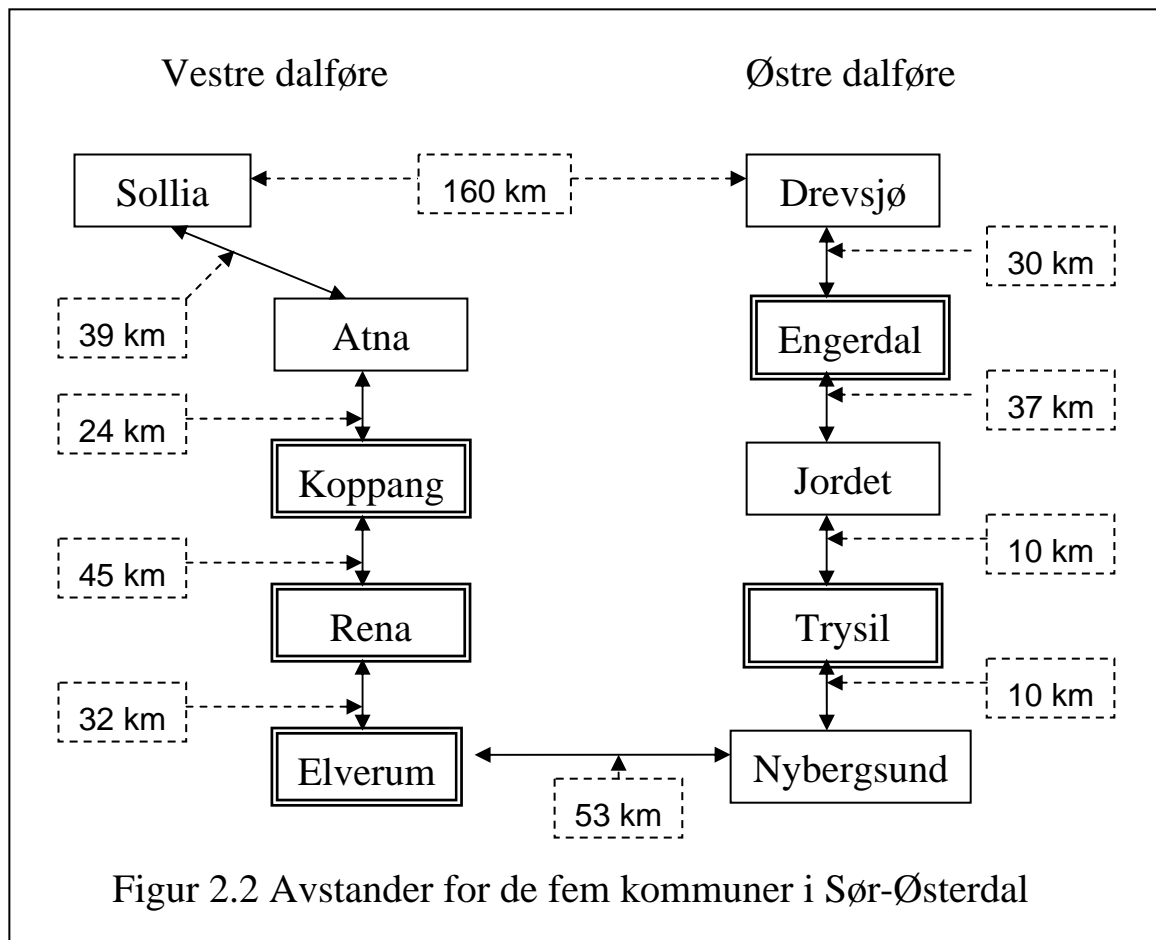 Vestre dalføre
Østre dalføre
Sollia
160 km
Drevsjø
30 km
39 km
Atna
Engerdal
24 km
37 km
Koppang
Jordet
45 km
10 km
Rena
Trysil
32 km
10 km
Elverum
Nybergsund
53 km
Figur 2.2 Avstander for de fem kommuner i Sør-Østerdal